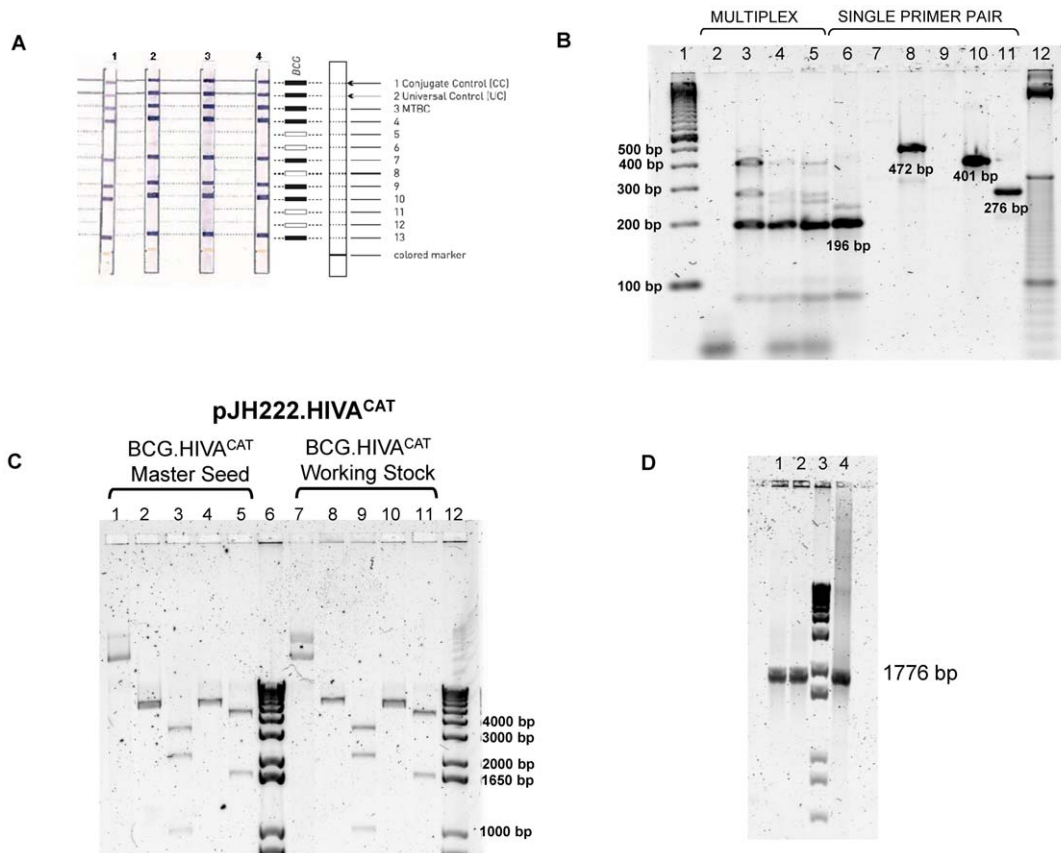 A
1 2 3 4
BCG
1 Conjugate Control (CC)
2 Universal Control (UC)
3 MTBC
4
5
6
7
8
9
10
11
12
13
colored marker
B
MULTIPLEX SINGLE PRIMER PAIR
1 2 3 4 5 6 7 8 9 10 11 12
500 bp
400 bp
300 bp
200 bp
100 bp
472 bp
401 bp
276 bp
196 bp
pJH222.HIVA^CAT
C
BCG.HIVA^CAT BCG.HIVA^CAT
Master Seed Working Stock
1 2 3 4 5 6 7 8 9 10 11 12
4000 bp
3000 bp
2000 bp
1650 bp
1000 bp
D
1 2 3 4
1776 bp